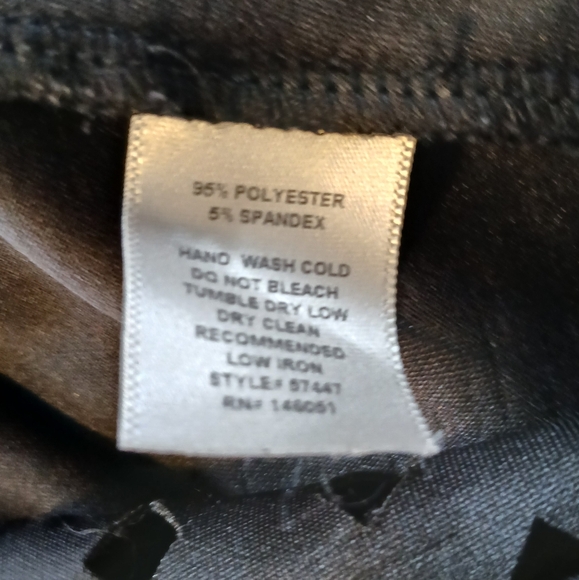 95% POLYESTER
5% SPANDEX
HAND WASH COLD
DO NOT BLEACH
TUMBLE DRY LOW
DRY CLEAN
RECOMMENDED
LOW IRON
STYLE# 57447
RN# 146051